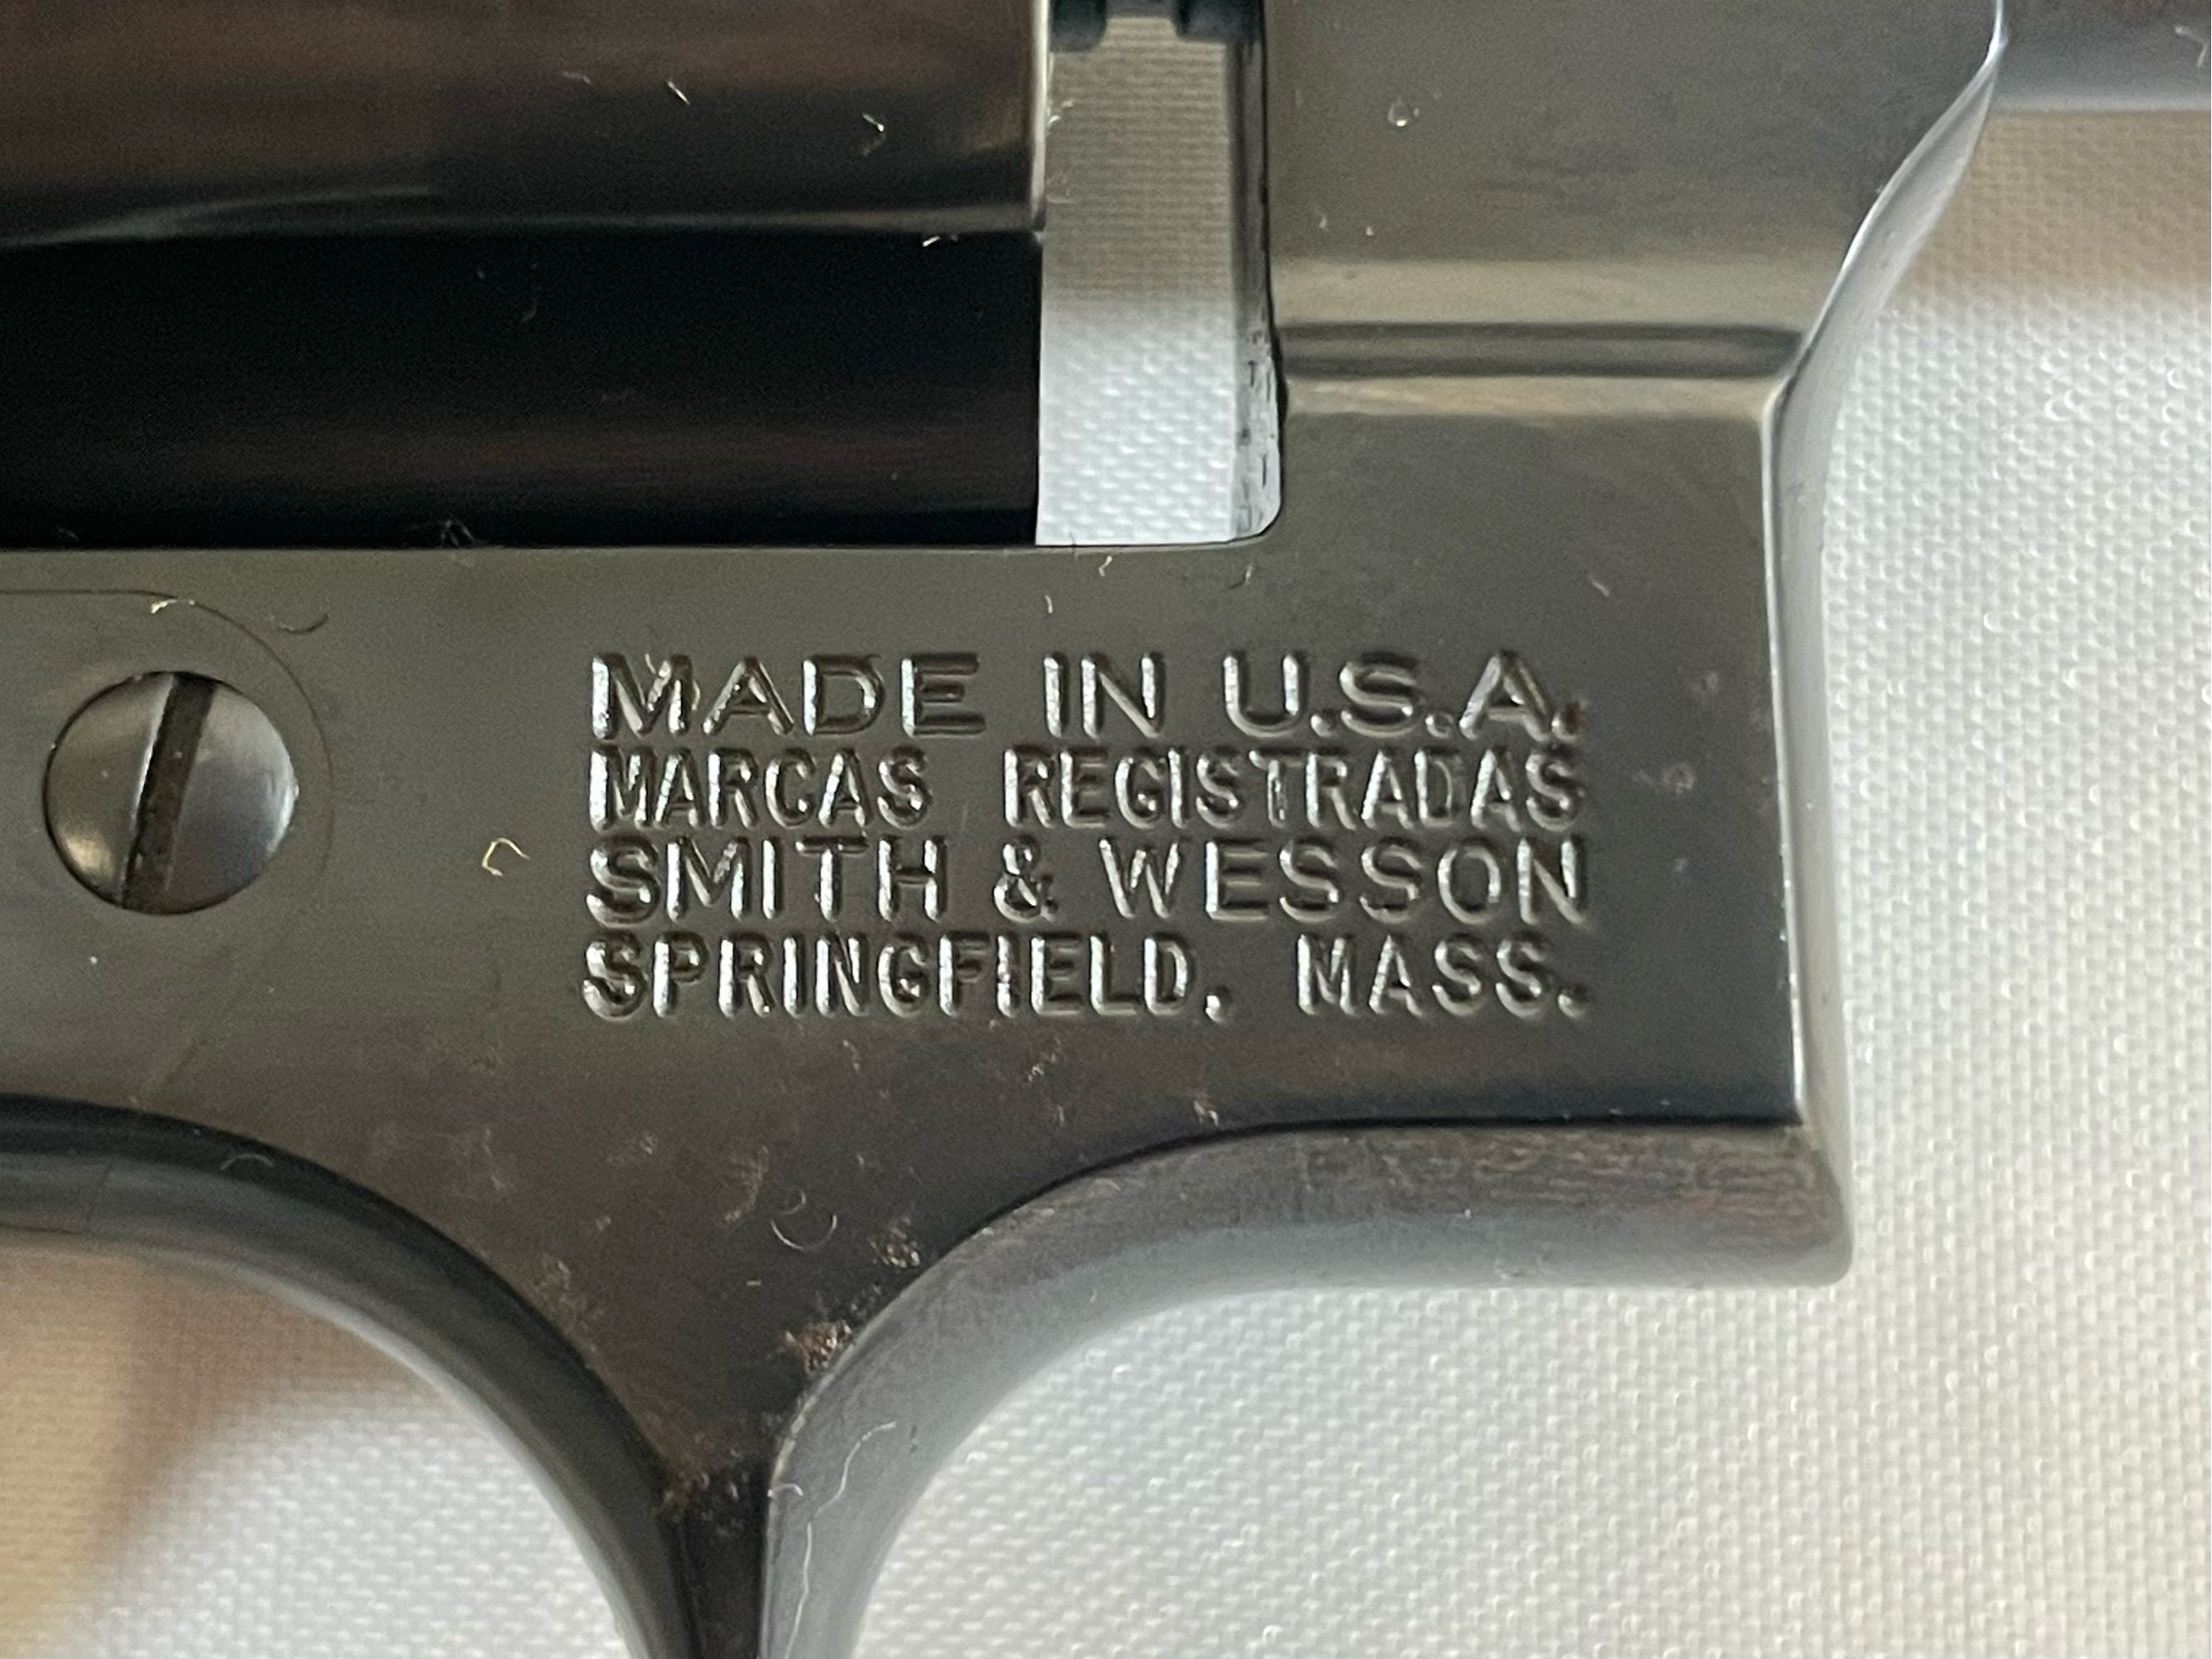 MADE IN U.S.A.
MARCAS REGISTRADAS
SMITH & WESSON
SPRINGFIELD, MASS.